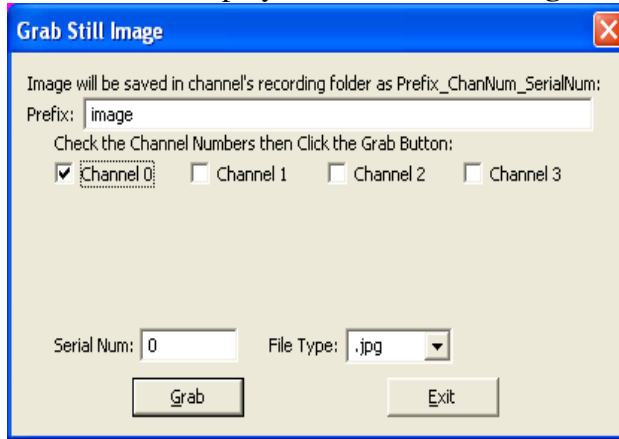 Grab Still Image
Image will be saved in channel's recording folder as Prefix_ChanNum_SerialNum:
Prefix: image
Check the Channel Numbers then Click the Grab Button:
Channel 0 Channel 1 Channel 2 Channel 3
Serial Num: 0 File Type: .jpg
Grab Exit